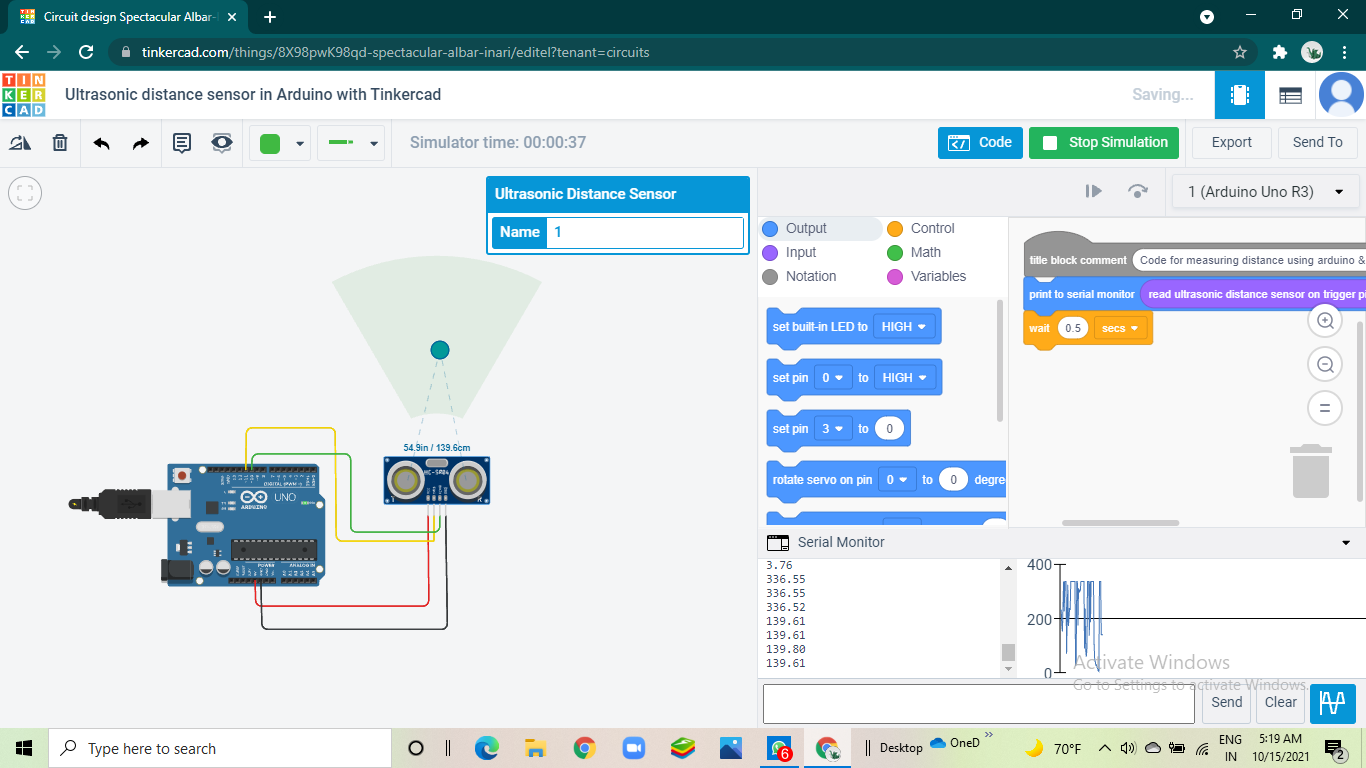 Circuit design Spectacular Albar-
tinkercad.com/things/8X98pwK98qd-spectacular-albar-inari/editel?tenant=circuits
TIN
KER
CAD
Ultrasonic distance sensor in Arduino with Tinkercad
Saving...
Simulator time: 00:00:37
Code
Stop Simulation
Export
Send To
1 (Arduino Uno R3)
Ultrasonic Distance Sensor
Name 1
Output
Control
Input
Math
Notation
Variables
title block comment Code for measuring distance using arduino &
print to serial monitor read ultrasonic distance sensor on trigger pi
wait 0.5 secs
set built-in LED to HIGH
set pin 0 to HIGH
set pin 3 to 0
rotate servo on pin 0 to 0 degre
54.9in / 139.6cm
HC-SR04
DIGITAL (PWM ~)
UNO
ARDUINO
POWER
ANALOG IN
Serial Monitor
3.76
336.55
336.55
336.52
139.61
139.61
139.80
139.61
400
200
0
Activate Windows
Go to Settings to activate Windows.
Send
Clear
Type here to search
6
Desktop
OneD
70°F
ENG
IN
5:19 AM
10/15/2021
2